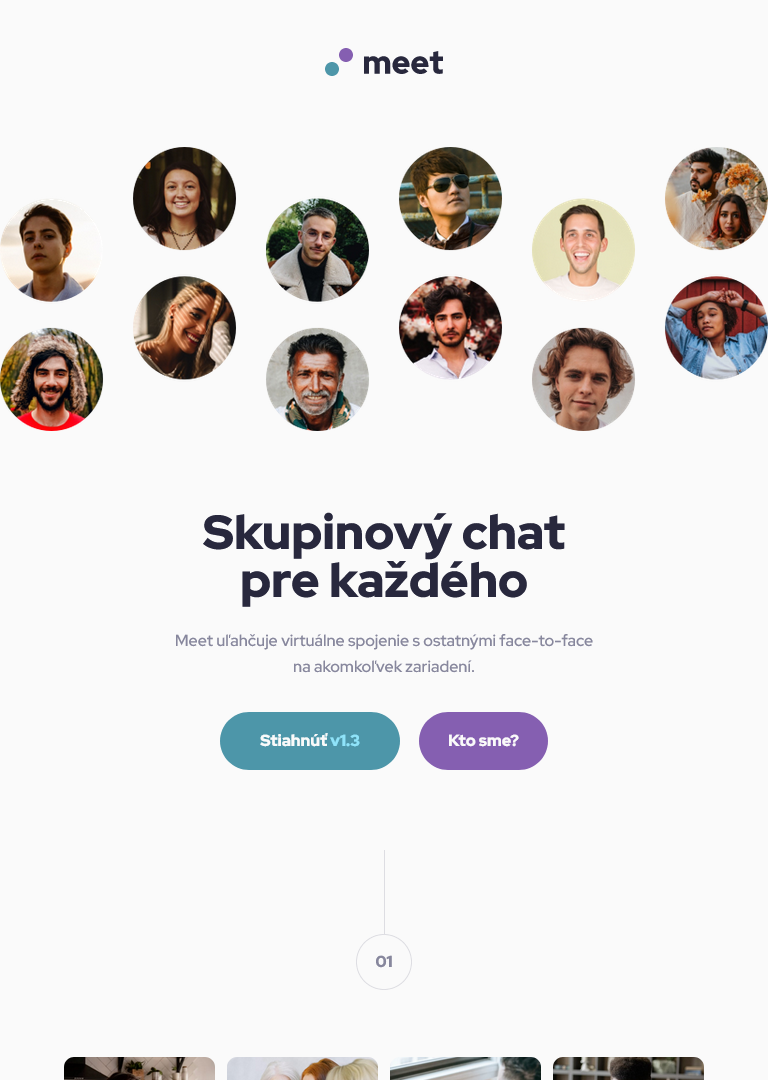 meet
Skupinový chat
pre každého
Meet uľahčuje virtuálne spojenie s ostatnými face-to-face
na akomkoľvek zariadení.
Stiahnúť v1.3
Kto sme?
01